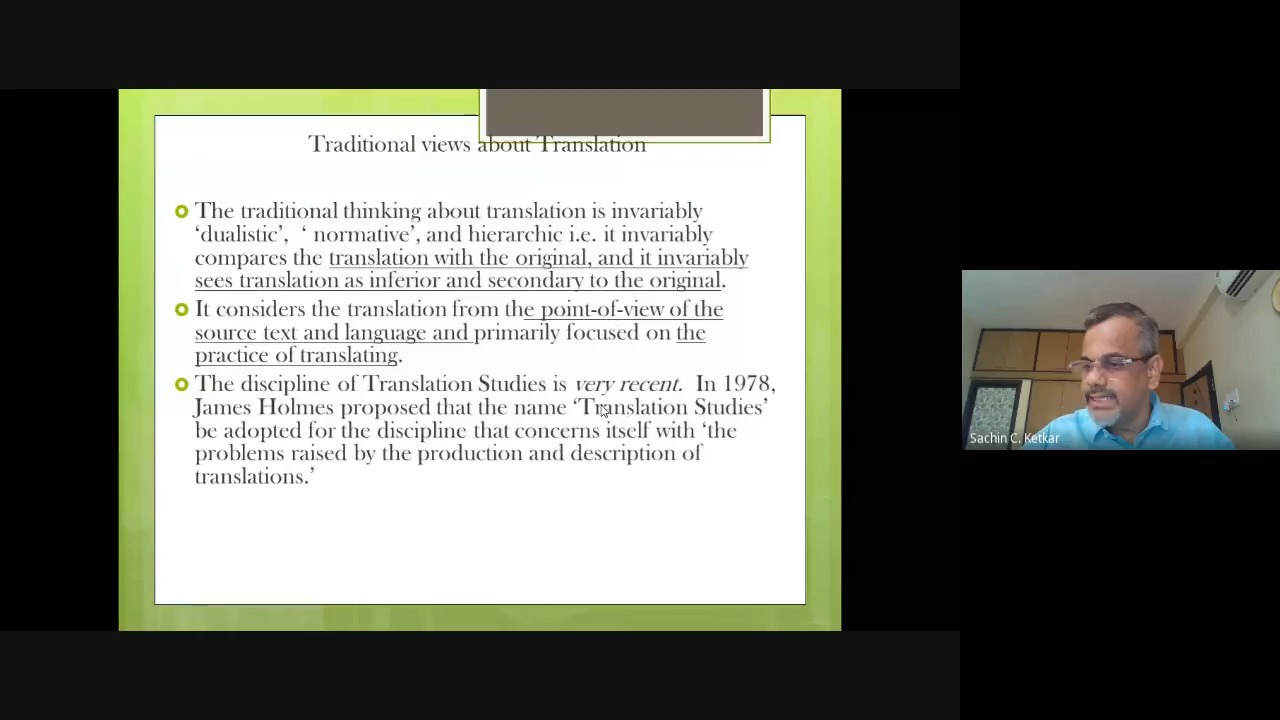 Traditional views about Translation
The traditional thinking about translation is invariably
‘dualistic’, ‘ normative’, and hierarchic i.e. it invariably
compares the translation with the original, and it invariably
sees translation as inferior and secondary to the original.
It considers the translation from the point-of-view of the
source text and language and primarily focused on the
practice of translating.
The discipline of Translation Studies is very recent. In 1978,
James Holmes proposed that the name ‘Translation Studies’
be adopted for the discipline that concerns itself with ‘the
problems raised by the production and description of
translations.’
Sachin C. Ketkar